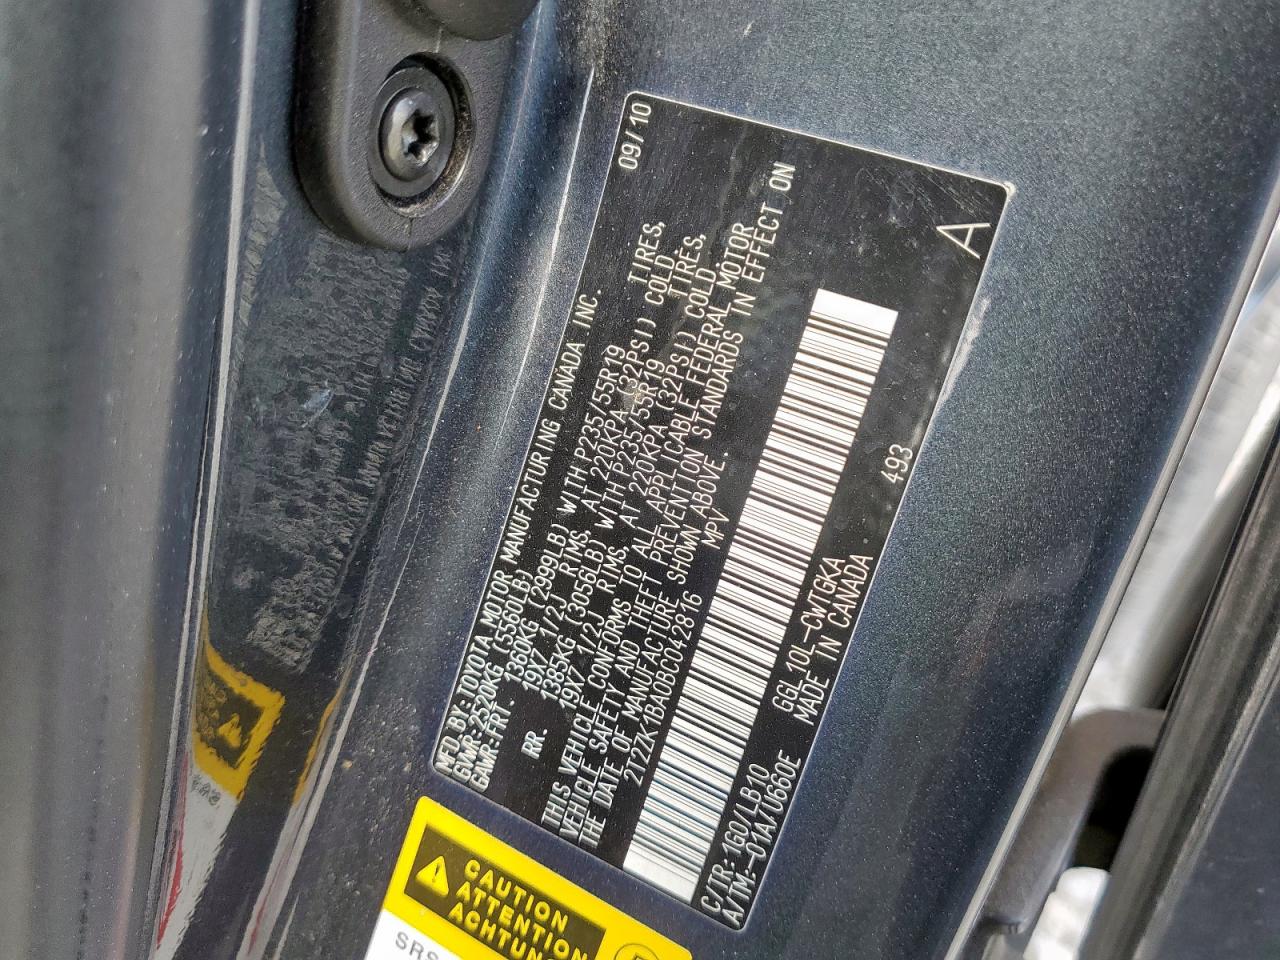 MFD BY:TOYOTA MOTOR MANUFACTURING CANADA INC. 09/10
GVWR:2520KG (5560LB)
GAWR:FRT. 1360KG (2999LB) WITH P235/55R19 TIRES,
19X7 1/2J RIMS, AT 220KPA (32PSI) COLD
RR. 1385KG (3056LB) WITH P235/55R19 TIRES,
19X7 1/2J RIMS, AT 220KPA (32PSI) COLD.
THIS VEHICLE CONFORMS TO ALL APPLICABLE FEDERAL MOTOR
VEHICLE SAFETY AND THEFT PREVENTION STANDARDS IN EFFECT ON
THE DATE OF MANUFACTURE SHOWN ABOVE.
2T2ZK1BA0BC042816 MPV
493 A
C/TR:1G0/LB10 GGL10L-CWTGKA
A/TM:-01A/U660E MADE IN CANADA
CAUTION
ATTENTION
ACHTUNG
SRS